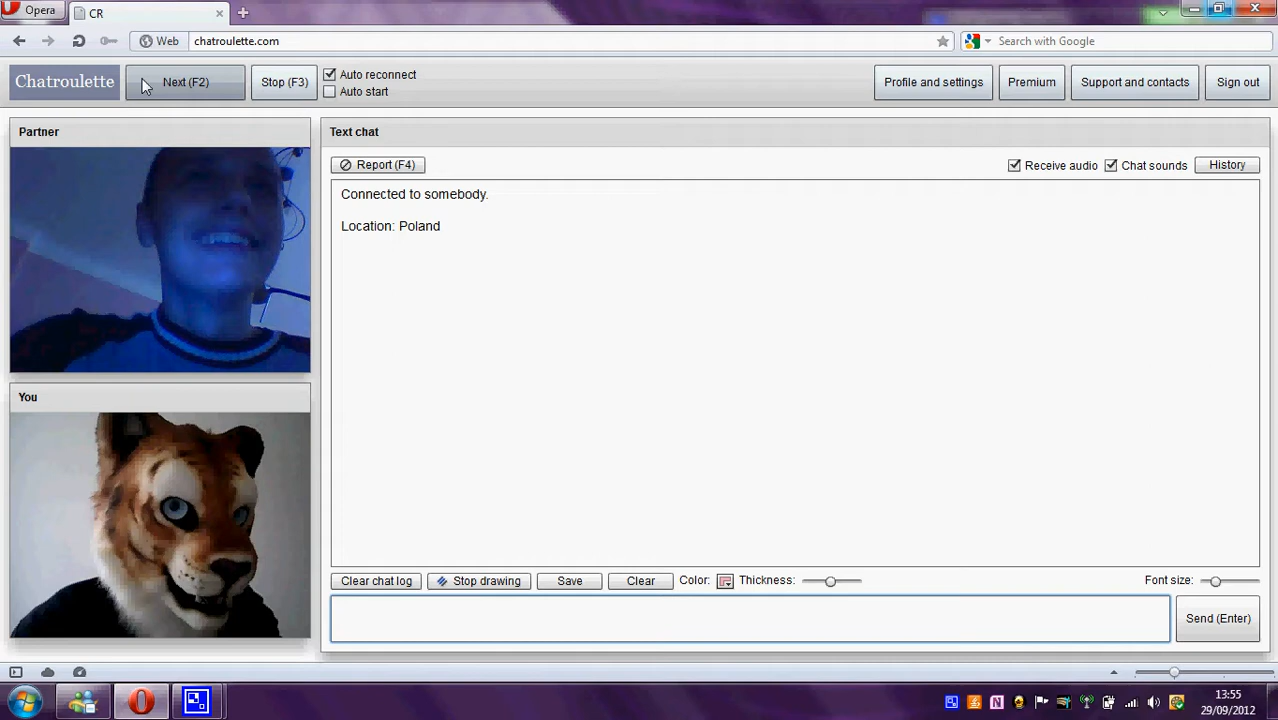 Opera
CR
Web
chatroulette.com
Search with Google
Chatroulette
Next (F2)
Stop (F3)
Auto reconnect
Auto start
Profile and settings
Premium
Support and contacts
Sign out
Partner
Text chat
Report (F4)
Receive audio
Chat sounds
History
Connected to somebody.
Location: Poland
You
Clear chat log
Stop drawing
Save
Clear
Color:
Thickness:
Font size:
Send (Enter)
13:55
29/09/2012